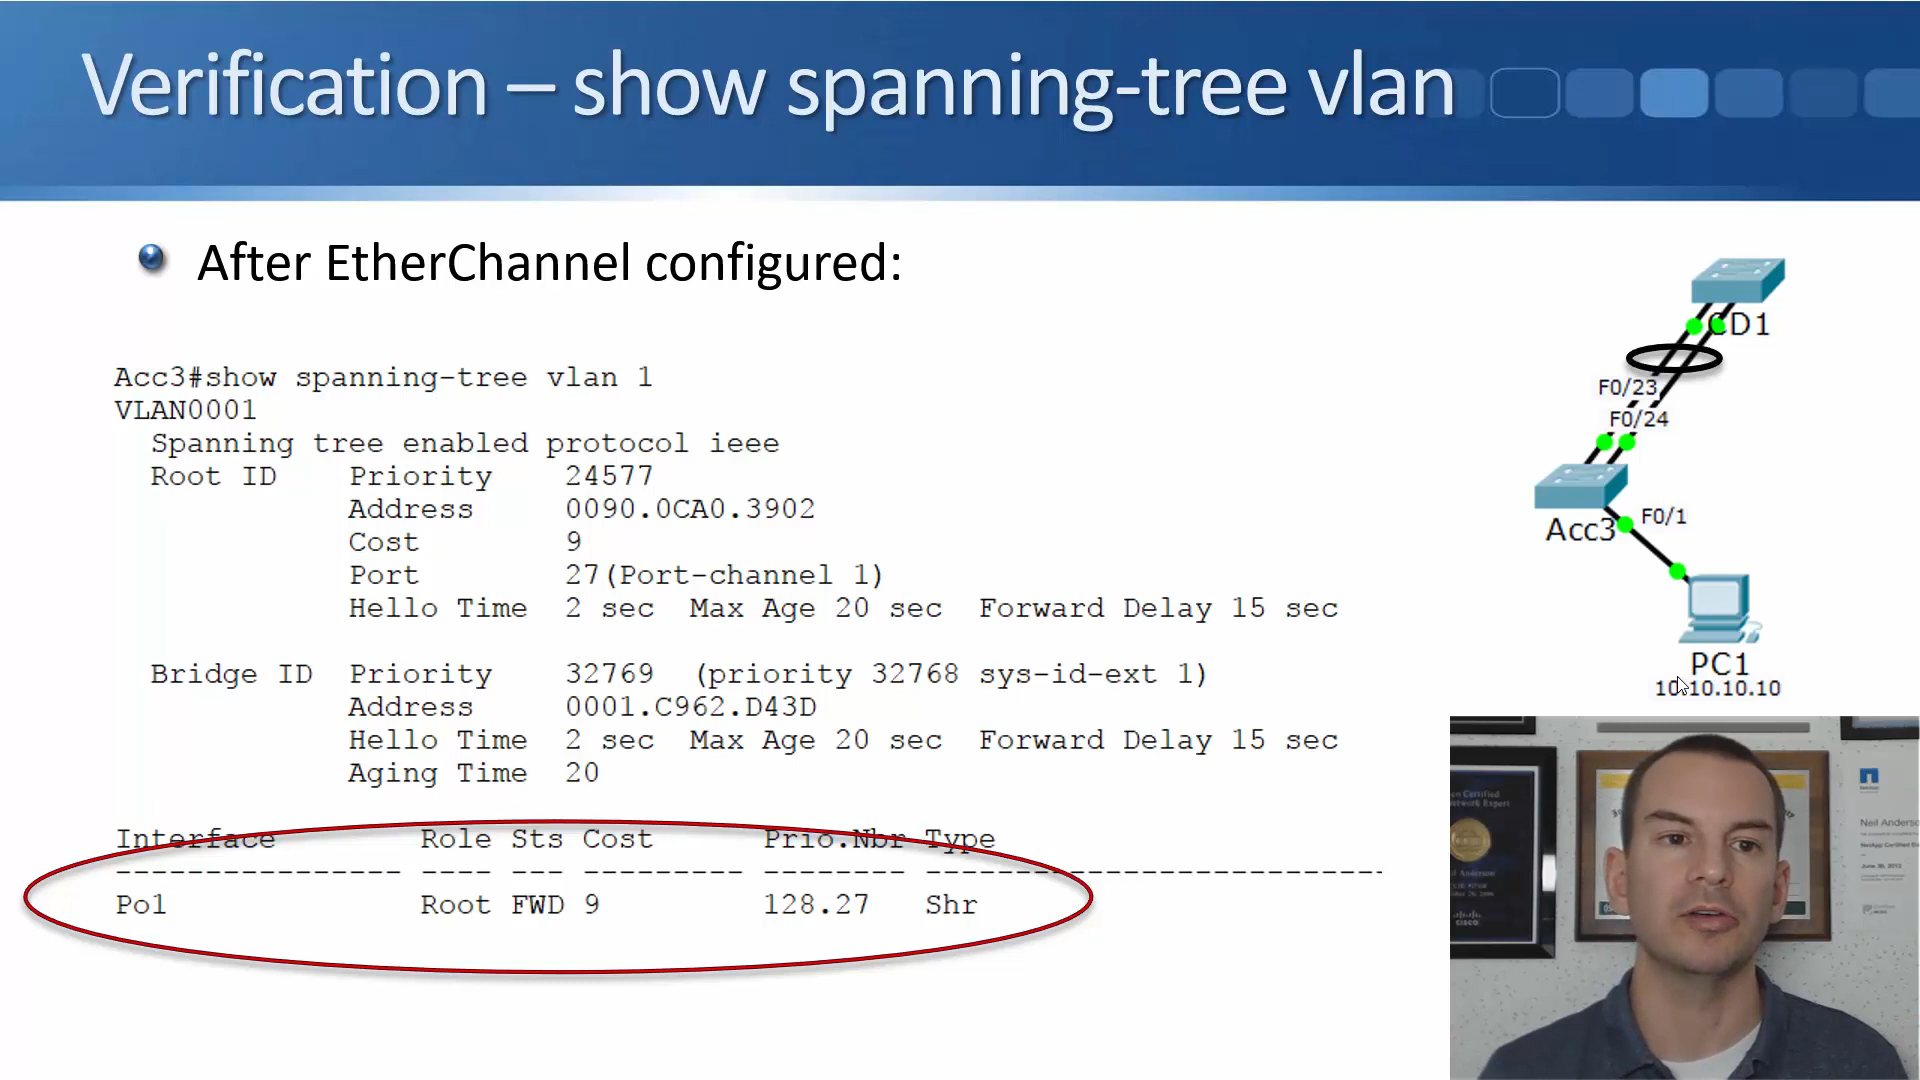 Verification – show spanning-tree vlan
After EtherChannel configured:
Acc3#show spanning-tree vlan 1
VLAN0001
Spanning tree enabled protocol ieee
Root ID Priority 24577
Address 0090.0CA0.3902
Cost 9
Port 27(Port-channel 1)
Hello Time 2 sec Max Age 20 sec Forward Delay 15 sec
Bridge ID Priority 32769 (priority 32768 sys-id-ext 1)
Address 0001.C962.D43D
Hello Time 2 sec Max Age 20 sec Forward Delay 15 sec
Aging Time 20
Interface Role Sts Cost Prio.Nbr Type
---------------- ---- --- --------- -------- --------------------------
Po1 Root FWD 9 128.27 Shr
CD1
F0/23
F0/24
Acc3
F0/1
PC1
10.10.10.10
Neil Anderson
cisco